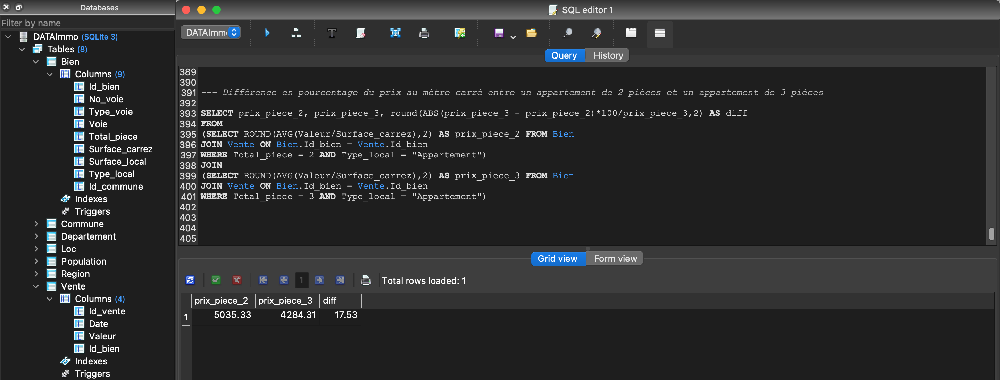 Databases
Filter by name
DATAImmo (SQLite 3)
Tables (8)
Bien
Columns (9)
Id_bien
No_voie
Type_voie
Voie
Total_piece
Surface_carrez
Surface_local
Type_local
Id_commune
Indexes
Triggers
Commune
Departement
Loc
Population
Region
Vente
Columns (4)
Id_vente
Date
Valeur
Id_bien
Indexes
Triggers
SQL editor 1
DATAImm
Query History
389
390
391 --- Différence en pourcentage du prix au mètre carré entre un appartement de 2 pièces et un appartement de 3 pièces
392
393 SELECT prix_piece_2, prix_piece_3, round(ABS(prix_piece_3 - prix_piece_2)*100/prix_piece_3,2) AS diff
394 FROM
395 (SELECT ROUND(AVG(Valeur/Surface_carrez),2) AS prix_piece_2 FROM Bien
396 JOIN Vente ON Bien.Id_bien = Vente.Id_bien
397 WHERE Total_piece = 2 AND Type_local = "Appartement")
398 JOIN
399 (SELECT ROUND(AVG(Valeur/Surface_carrez),2) AS prix_piece_3 FROM Bien
400 JOIN Vente ON Bien.Id_bien = Vente.Id_bien
401 WHERE Total_piece = 3 AND Type_local = "Appartement")
402
403
404
405
Grid view Form view
1 Total rows loaded: 1
prix_piece_2 prix_piece_3 diff
1 5035.33 4284.31 17.53